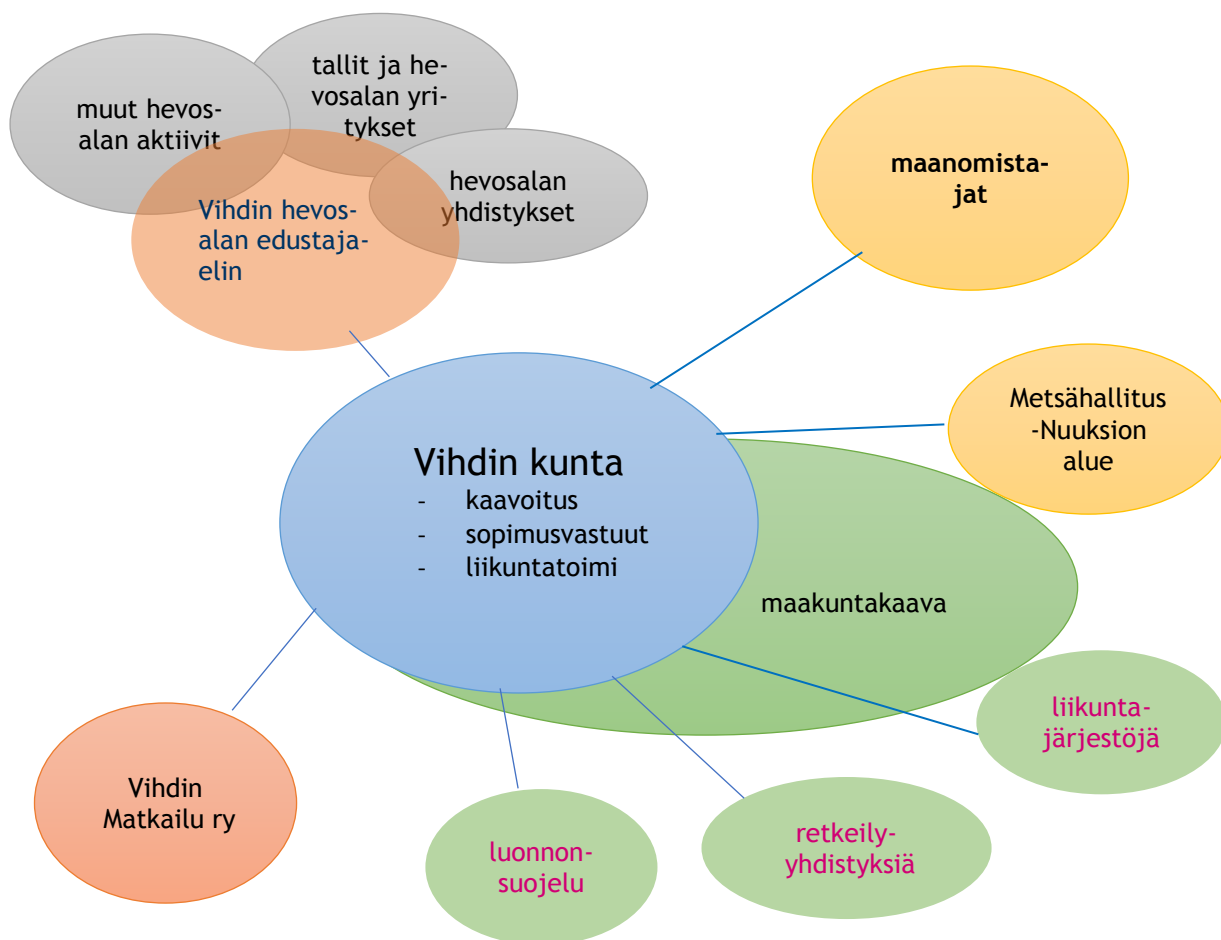 tallit ja he-
vosalan yri-
tykset
muut hevos-
alan aktiivit
hevosalan
yhdistykset
Vihdin hevos-
alan edustaja-
elin
maanomista-
jat
Metsähallitus
-Nuuksion
alue
Vihdin kunta
- kaavoitus
- sopimusvastuut
- liikuntatoimi
maakuntakaava
liikunta-
järjestöjä
Vihdin
Matkailu ry
luonnon-
suojelu
retkeily-
yhdistyksiä